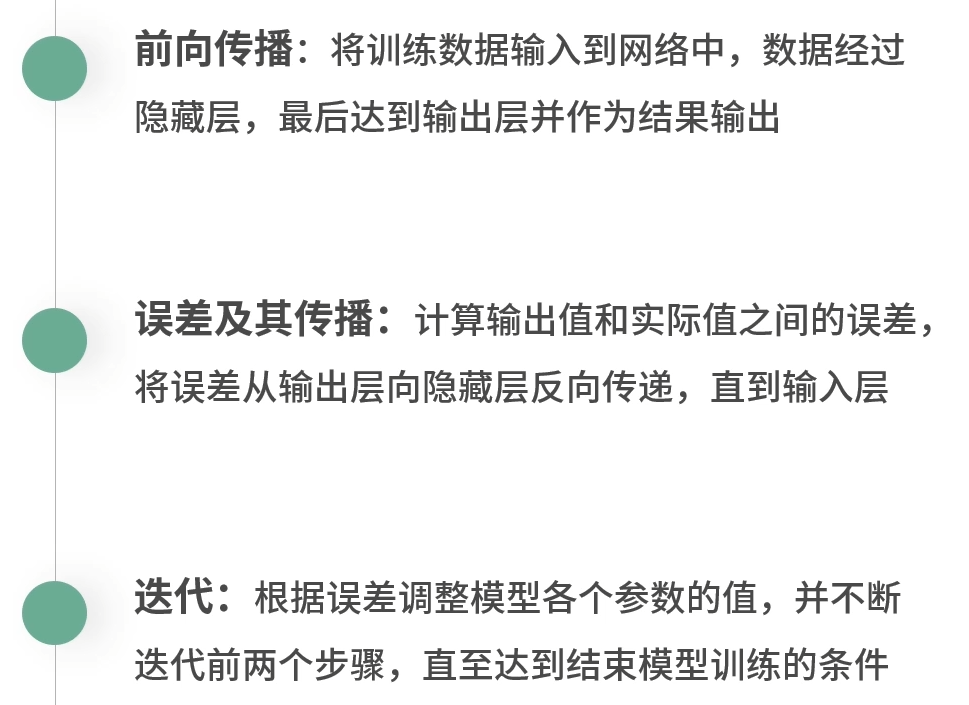 前向传播：将训练数据输入到网络中，数据经过
隐藏层，最后达到输出层并作为结果输出
误差及其传播：计算输出值和实际值之间的误差，
将误差从输出层向隐藏层反向传递，直到输入层
迭代：根据误差调整模型各个参数的值，并不断
迭代前两个步骤，直至达到结束模型训练的条件